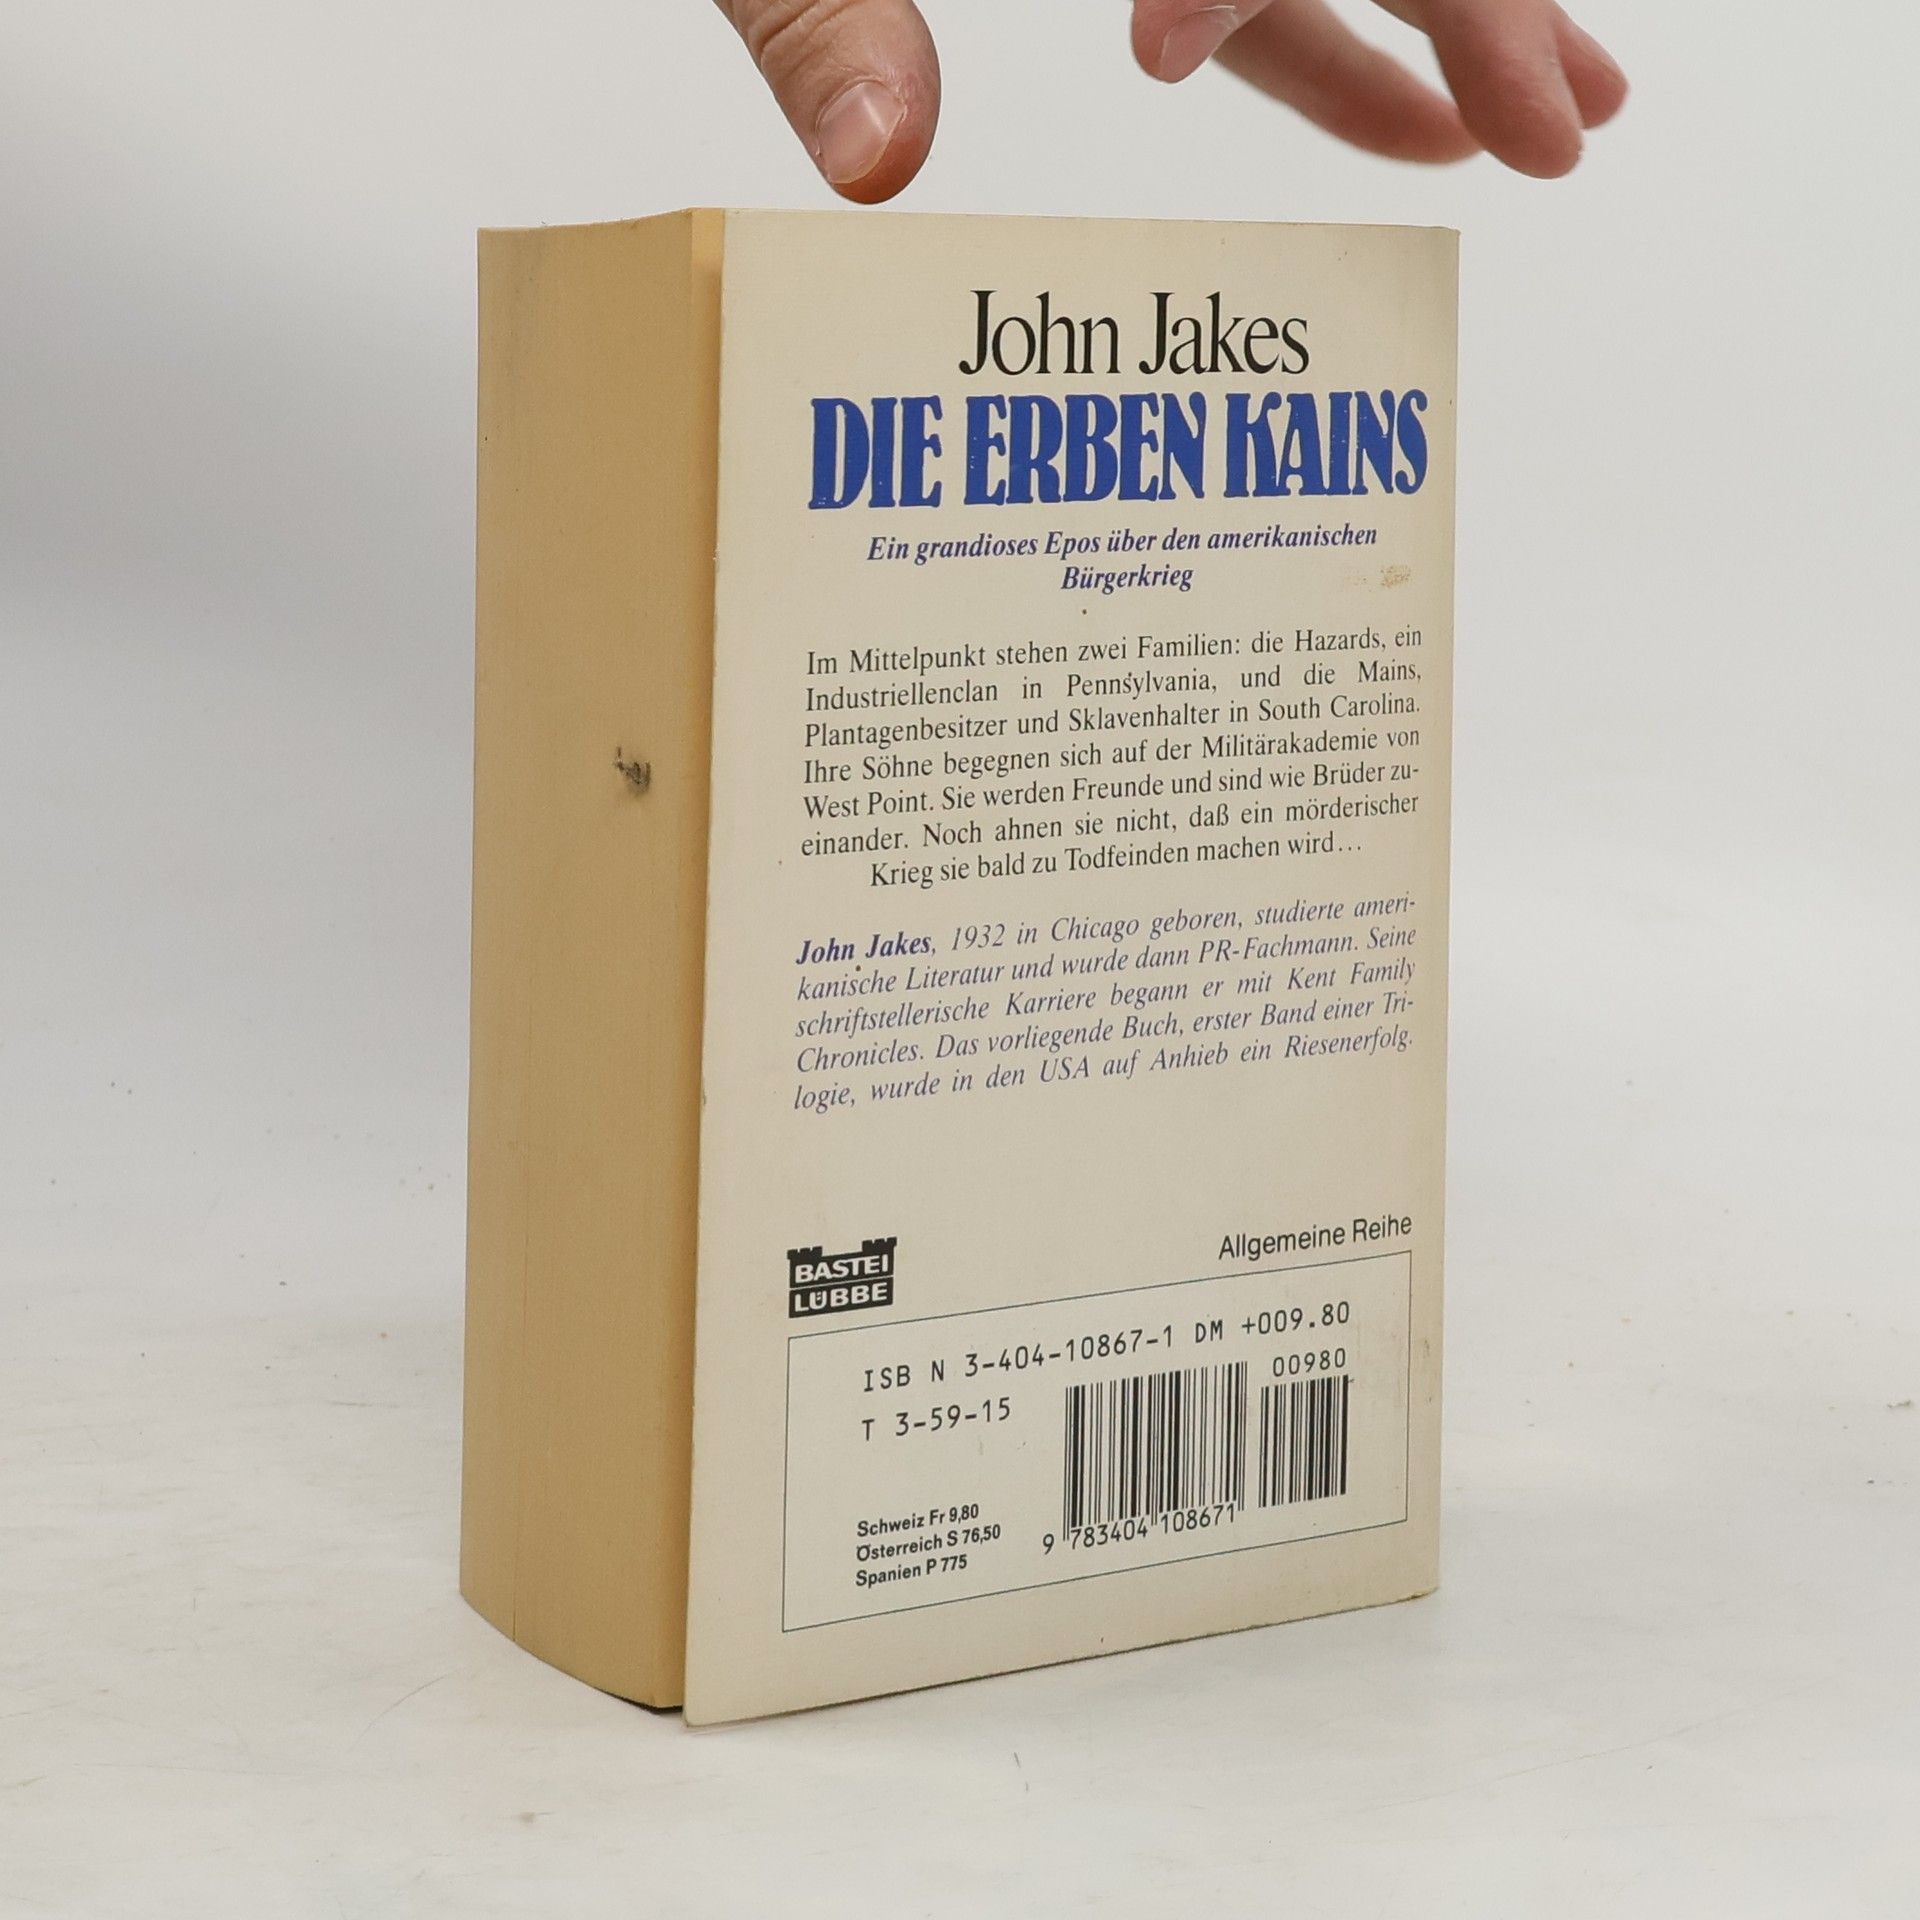 John Jakes
DIE ERBEN KAINS
Ein grandioses Epos über den amerikanischen
Bürgerkrieg
Im Mittelpunkt stehen zwei Familien: die Hazards, ein
Industriellenclan in Pennsylvania, und die Mains,
Plantagenbesitzer und Sklavenhalter in South Carolina.
Ihre Söhne begegnen sich auf der Militärakademie von
West Point. Sie werden Freunde und sind wie Brüder zu-
einander. Noch ahnen sie nicht, daß ein mörderischer
Krieg sie bald zu Todfeinden machen wird...
John Jakes, 1932 in Chicago geboren, studierte ameri-
kanische Literatur und wurde dann PR-Fachmann. Seine
schriftstellerische Karriere begann er mit Kent Family
Chronicles. Das vorliegende Buch, erster Band einer Tri-
logie, wurde in den USA auf Anhieb ein Riesenerfolg.
BASTEI
LÜBBE
Allgemeine Reihe
ISB N 3-404-10867-1 DM +009.80
00980
T 3-59-15
Schweiz Fr 9,80
Österreich S 76,50
Spanien P 775
9 783404 108671